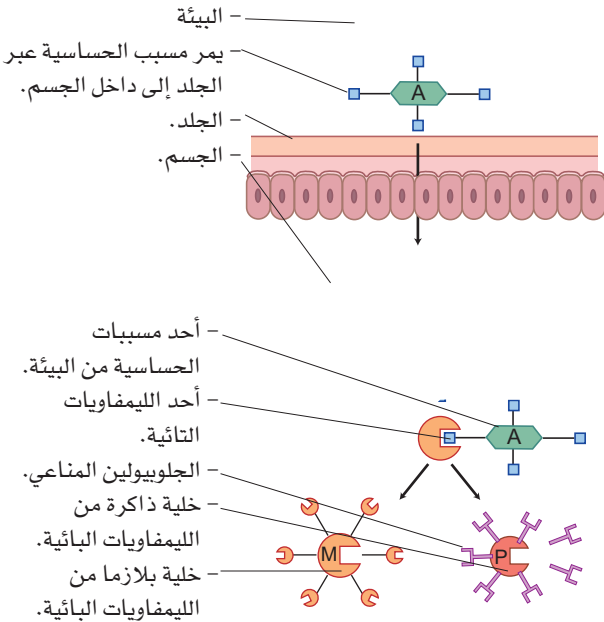 – البيئة
– يمر مسبب الحساسية عبر
الجلد إلى داخل الجسم.
A
– الجلد.
– الجسم.
– أحد مسببات
الحساسية من البيئة.
– أحد الليمفاويات
التائية.
A
– الجلوبيولين المناعي.
– خلية ذاكرة من
الليمفاويات البائية.
– خلية بلازما من
الليمفاويات البائية.
M
P